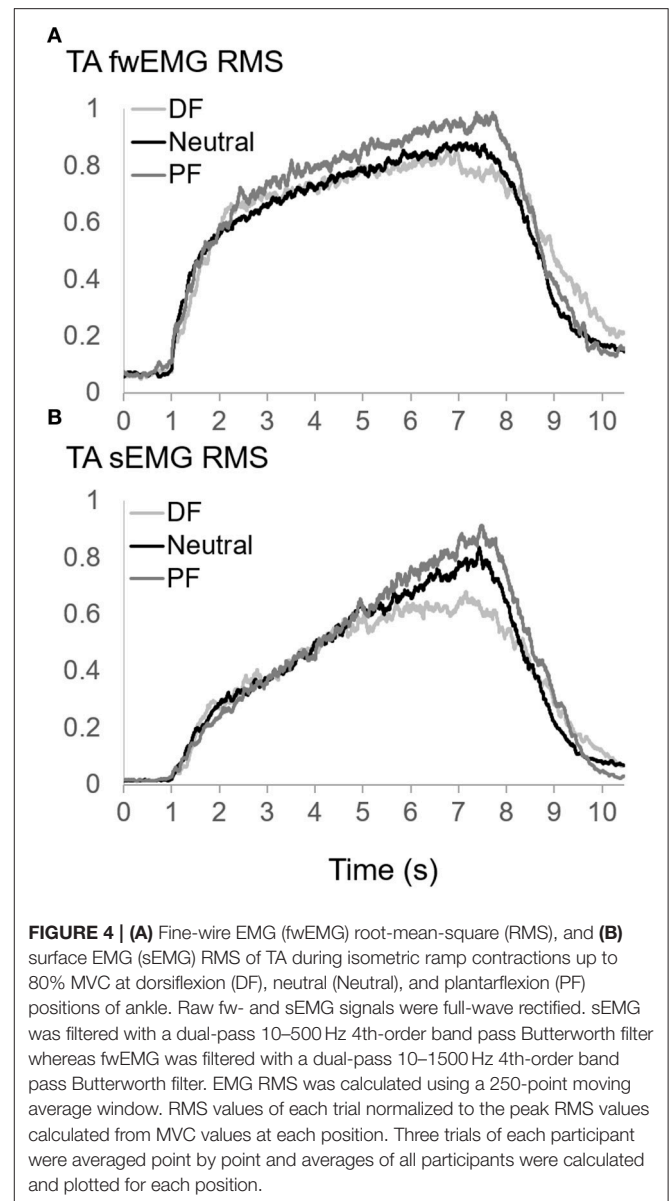 A
TA fwEMG RMS
1
DF
Neutral
PF
0.8
0.6
0.4
0.2
0
0 1 2 3 4 5 6 7 8 9 10
B
TA sEMG RMS
1
DF
Neutral
PF
0.8
0.6
0.4
0.2
0
0 1 2 3 4 5 6 7 8 9 10
Time (s)
FIGURE 4 | (A) Fine-wire EMG (fwEMG) root-mean-square (RMS), and (B)
surface EMG (sEMG) RMS of TA during isometric ramp contractions up to
80% MVC at dorsiflexion (DF), neutral (Neutral), and plantarflexion (PF)
positions of ankle. Raw fw- and sEMG signals were full-wave rectified. sEMG
was filtered with a dual-pass 10–500 Hz 4th-order band pass Butterworth filter
whereas fwEMG was filtered with a dual-pass 10–1500 Hz 4th-order band
pass Butterworth filter. EMG RMS was calculated using a 250-point moving
average window. RMS values of each trial normalized to the peak RMS values
calculated from MVC values at each position. Three trials of each participant
were averaged point by point and averages of all participants were calculated
and plotted for each position.